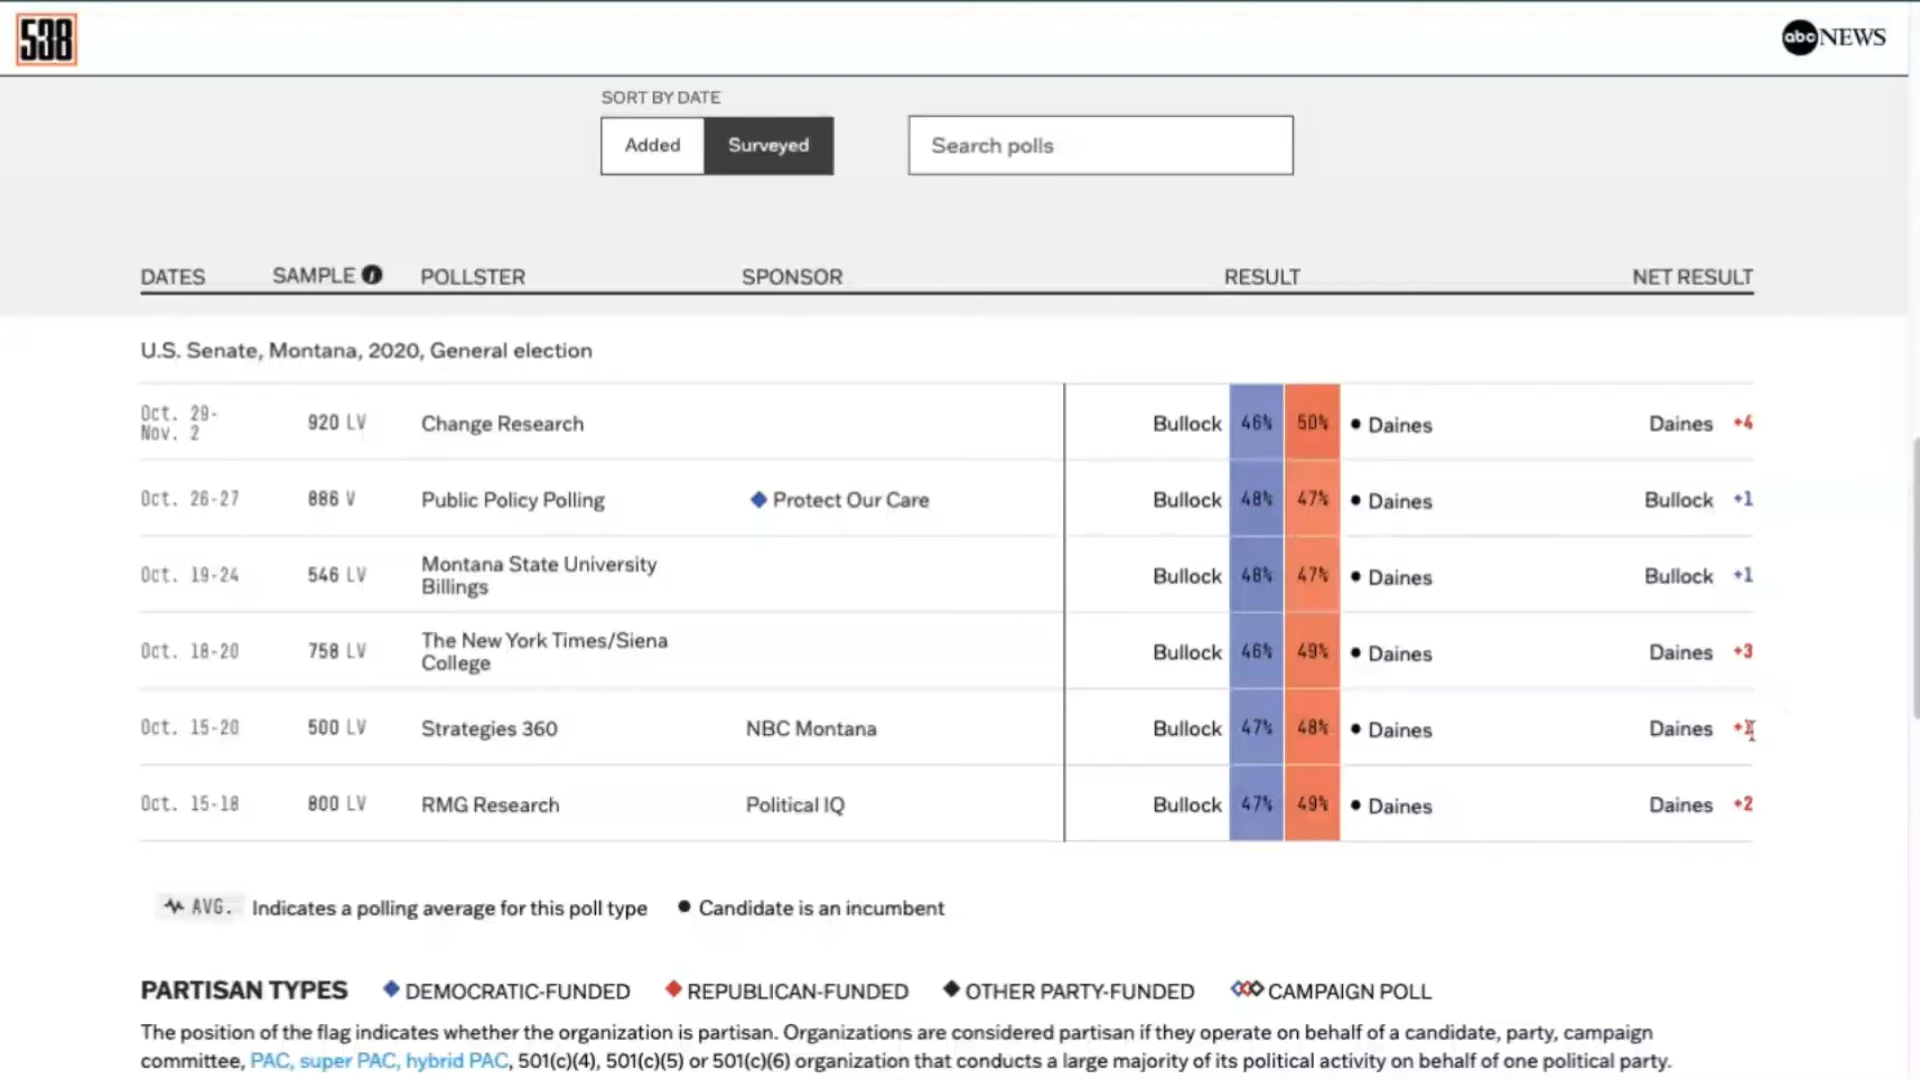 538
abc NEWS
SORT BY DATE
Added
Surveyed
Search polls
DATES SAMPLE i POLLSTER SPONSOR RESULT NET RESULT
U.S. Senate, Montana, 2020, General election
Oct. 29-
Nov. 2
920 LV Change Research Bullock 46% 50% • Daines Daines +4
Oct. 26-27 886 V Public Policy Polling Protect Our Care Bullock 48% 47% • Daines Bullock +1
Oct. 19-24 546 LV Montana State University
Billings
Bullock 48% 47% • Daines Bullock +1
Oct. 18-20 758 LV The New York Times/Siena
College
Bullock 46% 49% • Daines Daines +3
Oct. 15-20 500 LV Strategies 360 NBC Montana Bullock 47% 48% • Daines Daines +1
Oct. 15-18 800 LV RMG Research Political IQ Bullock 47% 49% • Daines Daines +2
AVG. Indicates a polling average for this poll type • Candidate is an incumbent
PARTISAN TYPES DEMOCRATIC-FUNDED REPUBLICAN-FUNDED OTHER PARTY-FUNDED CAMPAIGN POLL
The position of the flag indicates whether the organization is partisan. Organizations are considered partisan if they operate on behalf of a candidate, party, campaign
committee, PAC, super PAC, hybrid PAC, 501(c)(4), 501(c)(5) or 501(c)(6) organization that conducts a large majority of its political activity on behalf of one political party.